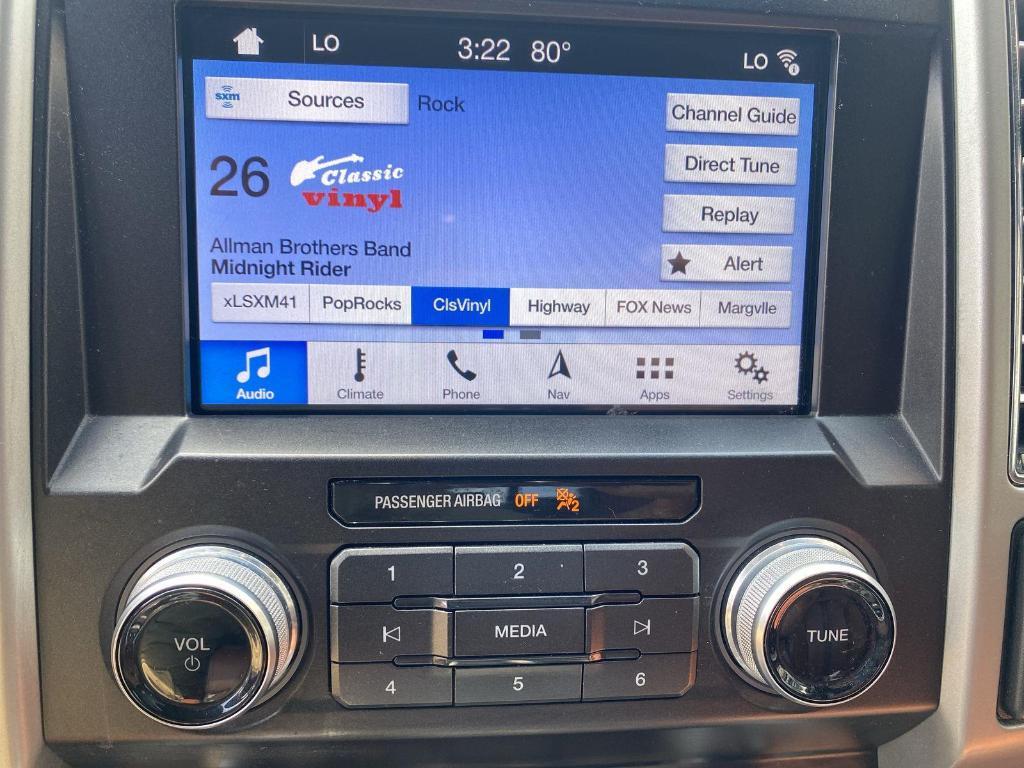 LO 3:22 80° LO
sxm Sources Rock Channel Guide
26 Classic vinyl Direct Tune
Replay
Alert
Allman Brothers Band
Midnight Rider
xLSXM41 PopRocks ClsVinyl Highway FOX News Margvlle
Audio Climate Phone Nav Apps Settings
PASSENGER AIRBAG OFF 2
1 2 3
VOL MEDIA TUNE
4 5 6